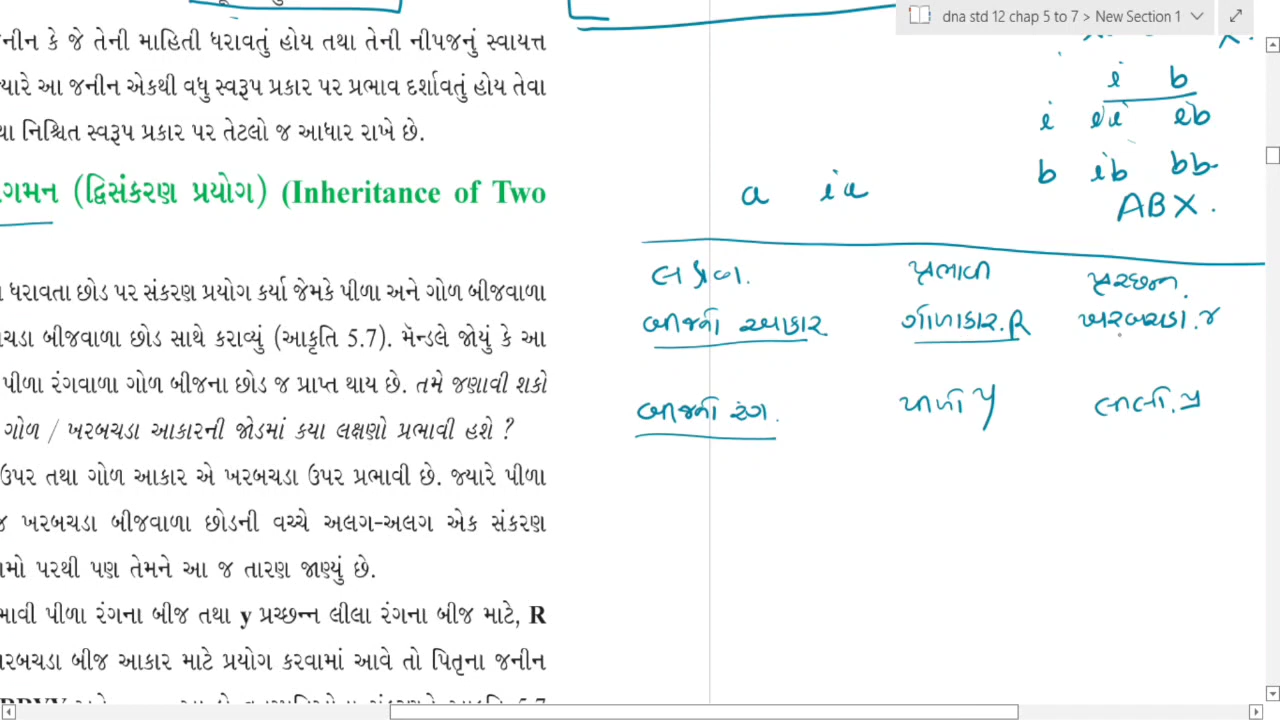 dna std 12 chap 5 to 7 > New Section 1
જનીન કે જે તેની માહિતી ધરાવતું હોય તથા તેની નીપજનું સ્વાયત્ત
જ્યારે આ જનીન એકથી વધુ સ્વરૂપ પ્રકાર પર પ્રભાવ દર્શાવતું હોય તેવા
નિશ્ચિત સ્વરૂપ પ્રકાર પર તેટલો જ આધાર રાખે છે.
ગમન (દ્વિસંકરણ પ્રયોગ) (Inheritance of Two
ધરાવતા છોડ પર સંકરણ પ્રયોગ કર્યા જેમકે પીળા અને ગોળ બીજવાળા
ચડા બીજવાળા છોડ સાથે કરાવ્યું (આકૃતિ 5.7). મૅન્ડલે જોયું કે આ
પીળા રંગવાળા ગોળ બીજના છોડ જ પ્રાપ્ત થાય છે. તમે જણાવી શકો
ગોળ / ખરબચડા આકારની જોડમાં કયા લક્ષણો પ્રભાવી હશે ?
ઉપર તથા ગોળ આકાર એ ખરબચડા ઉપર પ્રભાવી છે. જ્યારે પીળા
ખરબચડા બીજવાળા છોડની વચ્ચે અલગ-અલગ એક સંકરણ
મો પરથી પણ તેમને આ જ તારણ જાણ્યું છે.
ભાવી પીળા રંગના બીજ તથા y પ્રચ્છન્ન લીલા રંગના બીજ માટે, R
ખરબચડા બીજ આકાર માટે પ્રયોગ કરવામાં આવે તો પિતૃના જનીન
i b
i ii ib
b ib bb
a ia
ABX.
લક્ષણ. પ્રભાવી પ્રચ્છન્ન.
બીજનો આકાર ગોળાકાર.R ખરબચડો.r
બીજનો રંગ. પીળો Y લીલો.y